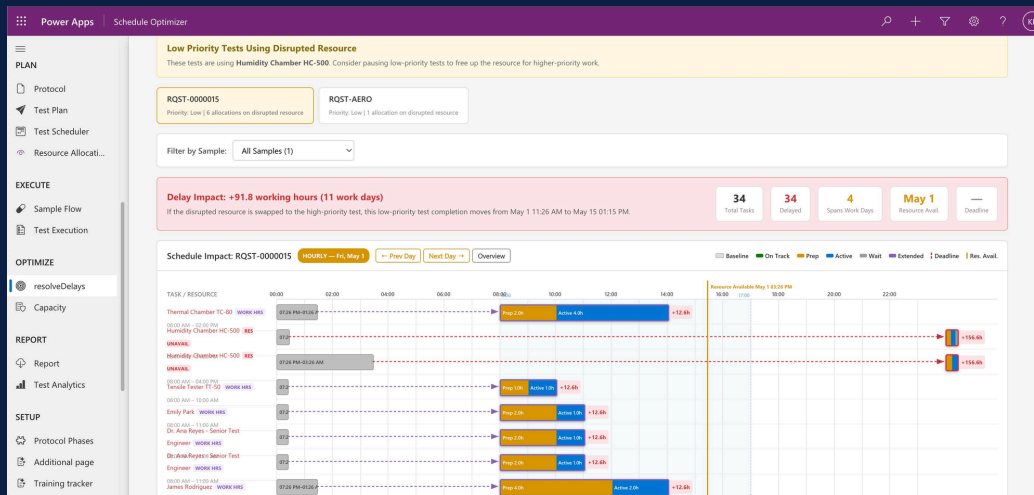 Power Apps Schedule Optimizer
PLAN
Protocol
Test Plan
Test Scheduler
Resource Allocati...
EXECUTE
Sample Flow
Test Execution
OPTIMIZE
resolveDelays
Capacity
REPORT
Report
Test Analytics
SETUP
Protocol Phases
Additional page
Training tracker
Low Priority Tests Using Disrupted Resource
These tests are using Humidity Chamber HC-500. Consider pausing low-priority tests to free up the resource for higher-priority work.
RQST-0000015
Priority: Low | 6 allocations on disrupted resource
RQST-AERO
Priority: Low | 1 allocation on disrupted resource
Filter by Sample: All Samples (1)
Delay Impact: +91.8 working hours (11 work days)
If the disrupted resource is swapped to the high-priority test, this low-priority test completion moves from May 1 11:26 AM to May 15 01:15 PM.
34
Total Tasks
34
Delayed
4
Spans Work Days
May 1
Resource Avail.
—
Deadline
Schedule Impact: RQST-0000015 HOURLY — Fri, May 1 ← Prev Day Next Day → Overview
Baseline On Track Prep Active Wait Extended Deadline Res. Avail.
Resource Available May 1 03:26 PM
TASK / RESOURCE 00:00 02:00 04:00 06:00 08:00 10:00 12:00 14:00 16:00 17:00 18:00 20:00 22:00
Thermal Chamber TC-80 WORK HRS 07:26 PM-01:26 A Prep 2.0h Active 4.0h +12.6h
08:00 AM – 02:00 PM
Humidity Chamber HC-500 RES UNAVAIL 07:2 +156.6h
Humidity Chamber HC-500 RES UNAVAIL 07:26 PM-03:26 AM +156.6h
08:00 AM – 04:00 PM
Tensile Tester TT-50 WORK HRS 07:2 Prep 1.0h Active 1.0h +12.6h
08:00 AM – 10:00 AM
Emily Park WORK HRS 07:2 Prep 2.0h Active 1.0h +12.6h
08:00 AM – 11:00 AM
Dr. Ana Reyes - Senior Test Engineer WORK HRS 07:2 Prep 2.0h Active 1.0h +12.6h
Dr. Ana Reyes - Senior Test Engineer WORK HRS 07:2 Prep 2.0h Active 1.0h +12.6h
08:00 AM – 11:00 AM
James Rodriguez WORK HRS 07:26 PM-01:26 A Prep 4.0h Active 2.0h +12.6h